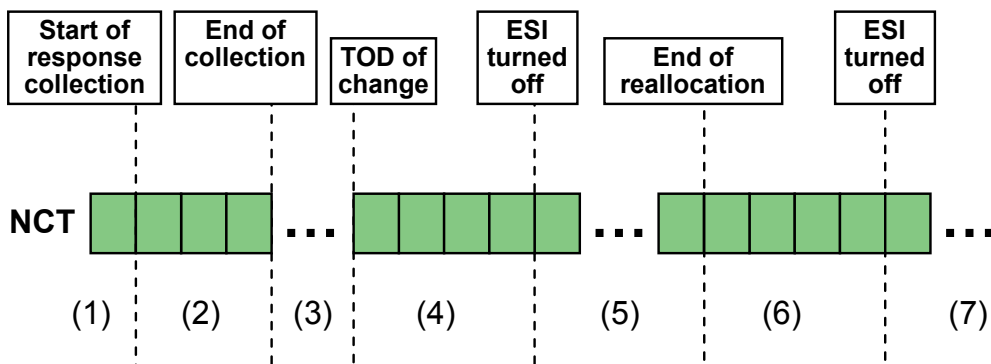 Start of
response
collection
End of
collection
TOD of
change
ESI
turned
off
End of
reallocation
ESI
turned
off
NCT
(1)
(2)
(3)
(4)
(5)
(6)
(7)